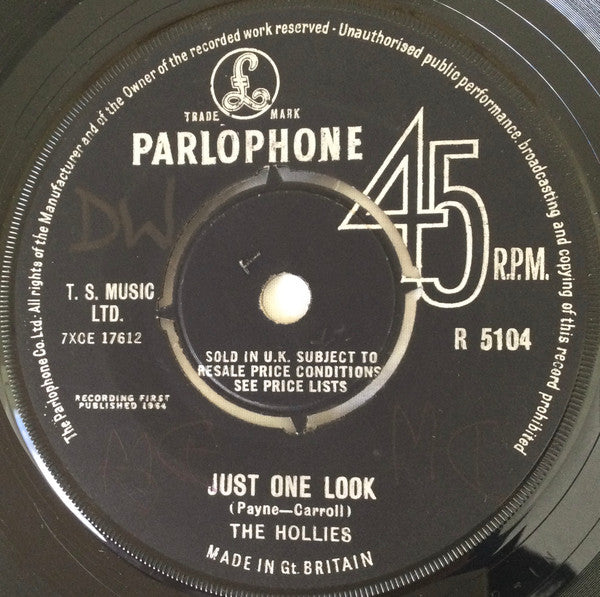 The Parlophone Co.Ltd. All rights of the Manufacturer and of the Owner of the recorded work reserved - Unauthorised public performance, broadcasting and copying of this record prohibited
£
TRADE MARK
PARLOPHONE
45 R.P.M.
DW
T. S. MUSIC
LTD.
7XCE 17612
R 5104
SOLD IN U.K. SUBJECT TO
RESALE PRICE CONDITIONS
SEE PRICE LISTS
RECORDING FIRST
PUBLISHED 1964
JUST ONE LOOK
(Payne—Carroll)
THE HOLLIES
MADE IN Gt. BRITAIN